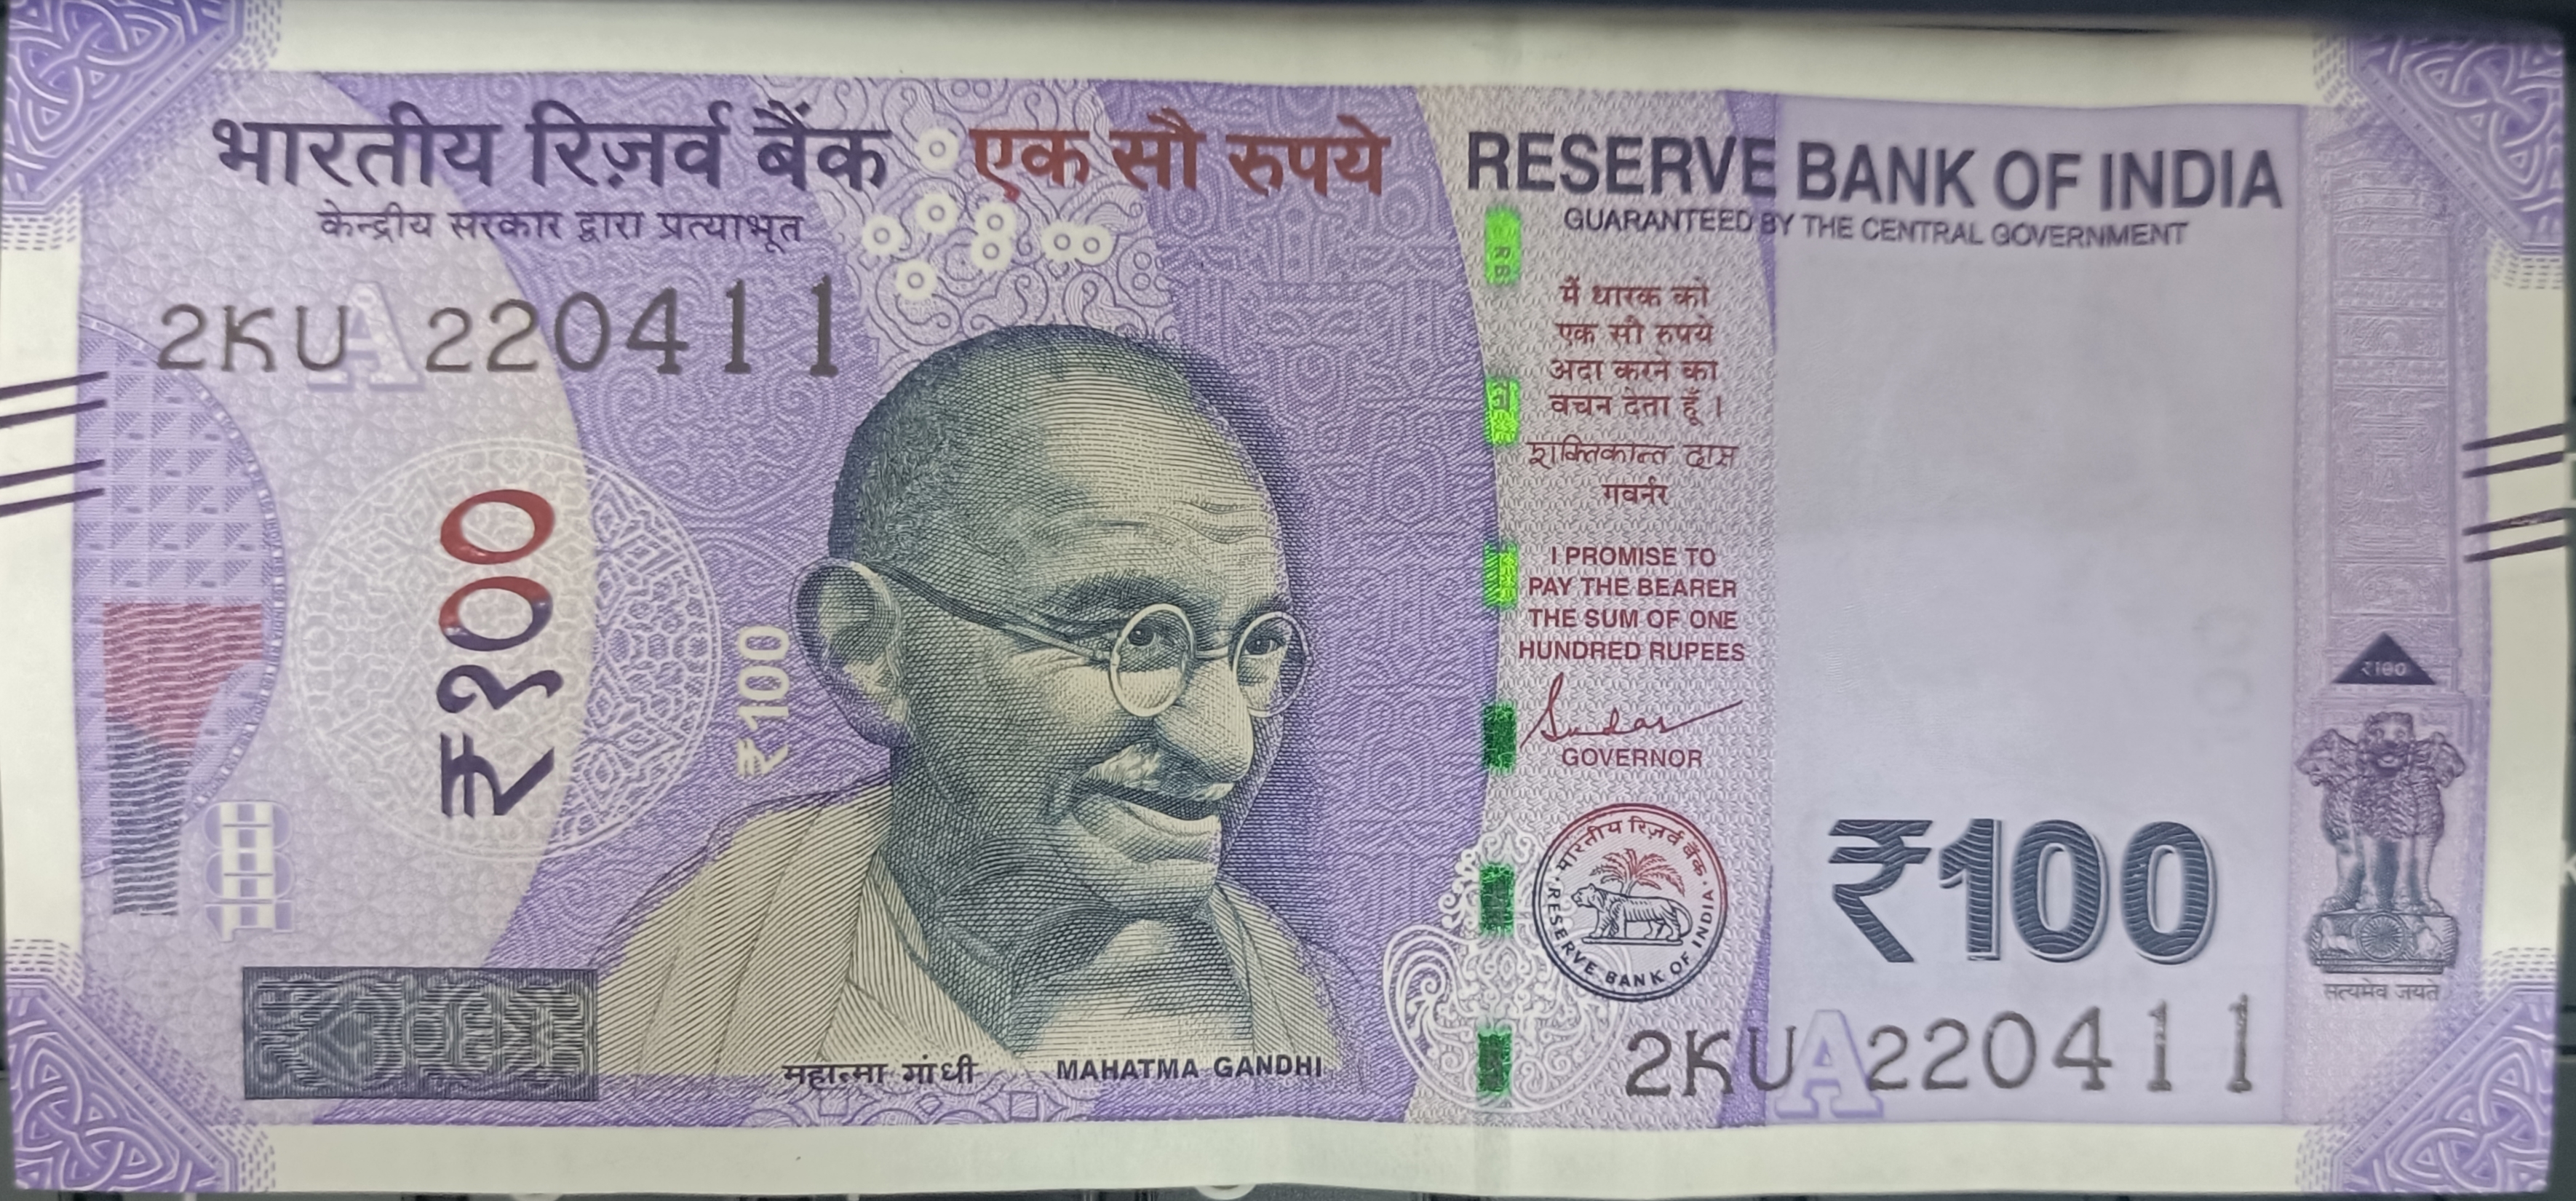 भारतीय रिज़र्व बैंक
केन्द्रीय सरकार द्वारा प्रत्याभूत
एक सौ रुपये
RESERVE BANK OF INDIA
GUARANTEED BY THE CENTRAL GOVERNMENT
2KU 220411
A
₹१००
₹100
मैं धारक को
एक सौ रुपये
अदा करने का
वचन देता हूँ ।
शक्तिकान्त दास
गवर्नर
I PROMISE TO
PAY THE BEARER
THE SUM OF ONE
HUNDRED RUPEES
GOVERNOR
भारतीय रिज़र्व बैंक
RESERVE BANK OF INDIA
₹100
₹100
सत्यमेव जयते
महात्मा गांधी
MAHATMA GANDHI
2KU 220411
A